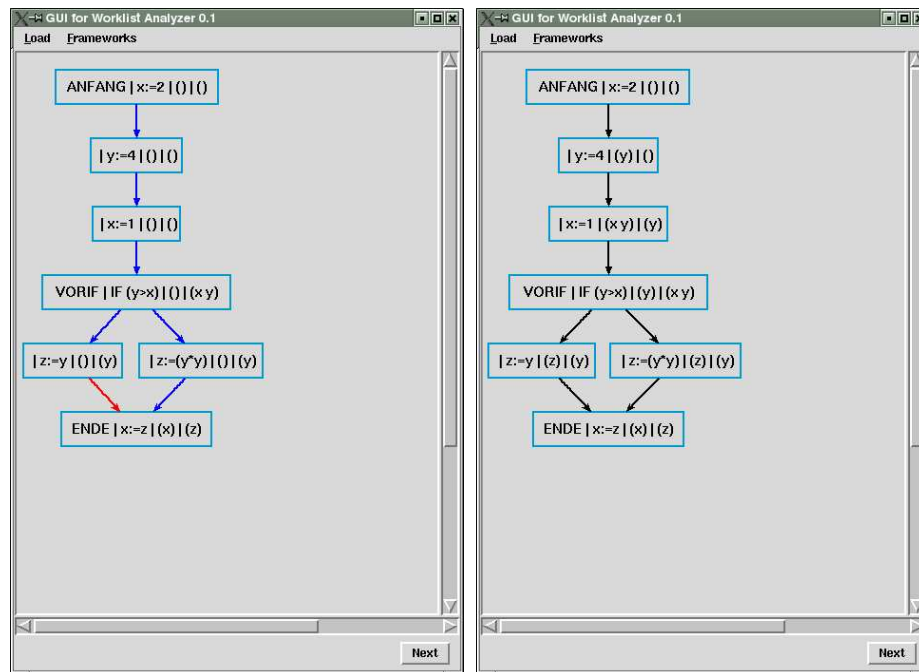 GUI for Worklist Analyzer 0.1
Load Frameworks
ANFANG | x:=2 | () | ()
| y:=4 | () | ()
| x:=1 | () | ()
VORIF | IF (y>x) | () | (x y)
| z:=y | () | (y)
| z:=(y*y) | () | (y)
ENDE | x:=z | (x) | (z)
Next
GUI for Worklist Analyzer 0.1
Load Frameworks
ANFANG | x:=2 | () | ()
| y:=4 | (y) | ()
| x:=1 | (x y) | (y)
VORIF | IF (y>x) | (y) | (x y)
| z:=y | (z) | (y)
| z:=(y*y) | (z) | (y)
ENDE | x:=z | (x) | (z)
Next